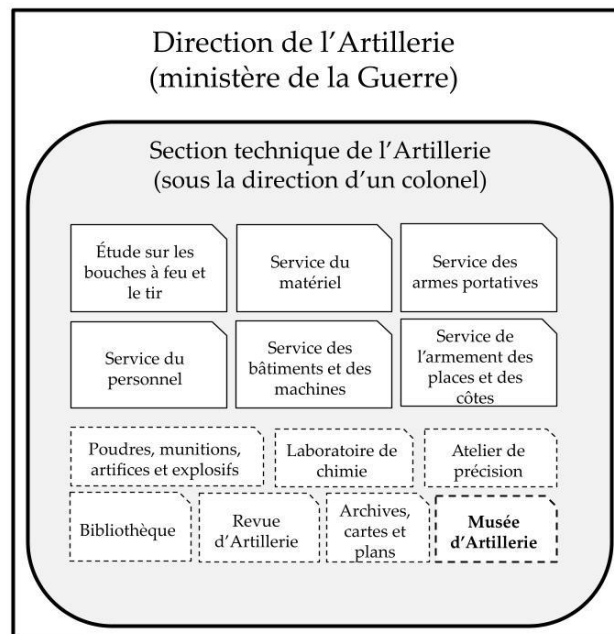 Direction de l’Artillerie
(ministère de la Guerre)
Section technique de l’Artillerie
(sous la direction d’un colonel)
Étude sur les
bouches à feu et
le tir
Service du
matériel
Service des
armes portatives
Service du
personnel
Service des
bâtiments et des
machines
Service de
l’armement des
places et des
côtes
Poudres, munitions,
artifices et explosifs
Laboratoire de
chimie
Atelier de
précision
Bibliothèque
Revue
d’Artillerie
Archives,
cartes et
plans
Musée
d’Artillerie